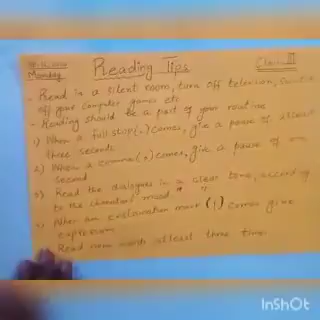 Monday
Reading Tips
Class: III
- Read in a silent room, turn off television,
off your computer games etc
- Reading should be a part of your routine
1) When a full stop (.) comes, give a pause of atleast
three seconds
2) When a comma (,) comes, give a pause of one
second
3) Read the dialogues in a clear tone, according
to the character's mood
4) When an exclamation mark (!) comes give
expression
Read new words atleast three times
InShOt